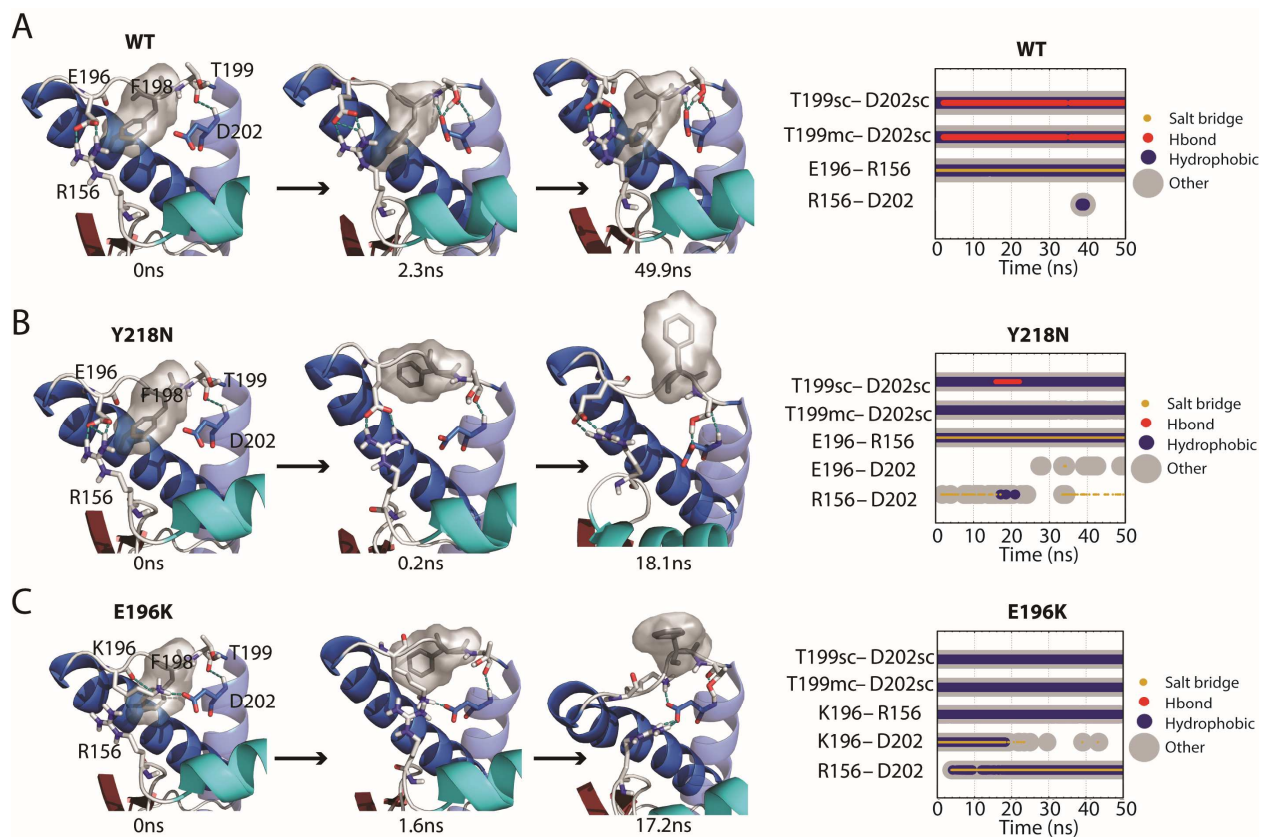 A
WT
E196
F198
T199
D202
R156
0ns
2.3ns
49.9ns
WT
T199sc– D202sc
T199mc– D202sc
E196– R156
R156– D202
0 10 20 30 40 50
Time (ns)
Salt bridge
Hbond
Hydrophobic
Other
B
Y218N
E196
F198
T199
D202
R156
0ns
0.2ns
18.1ns
Y218N
T199sc– D202sc
T199mc– D202sc
E196– R156
E196– D202
R156– D202
0 10 20 30 40 50
Time (ns)
Salt bridge
Hbond
Hydrophobic
Other
C
E196K
K196
F198
T199
D202
R156
0ns
1.6ns
17.2ns
E196K
T199sc– D202sc
T199mc– D202sc
K196– R156
K196– D202
R156– D202
0 10 20 30 40 50
Time (ns)
Salt bridge
Hbond
Hydrophobic
Other